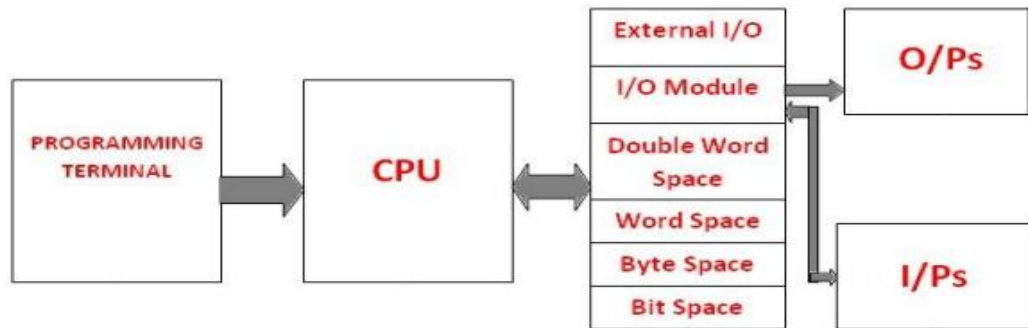 PROGRAMMING
TERMINAL
CPU
External I/O
I/O Module
Double Word
Space
Word Space
Byte Space
Bit Space
O/Ps
I/Ps